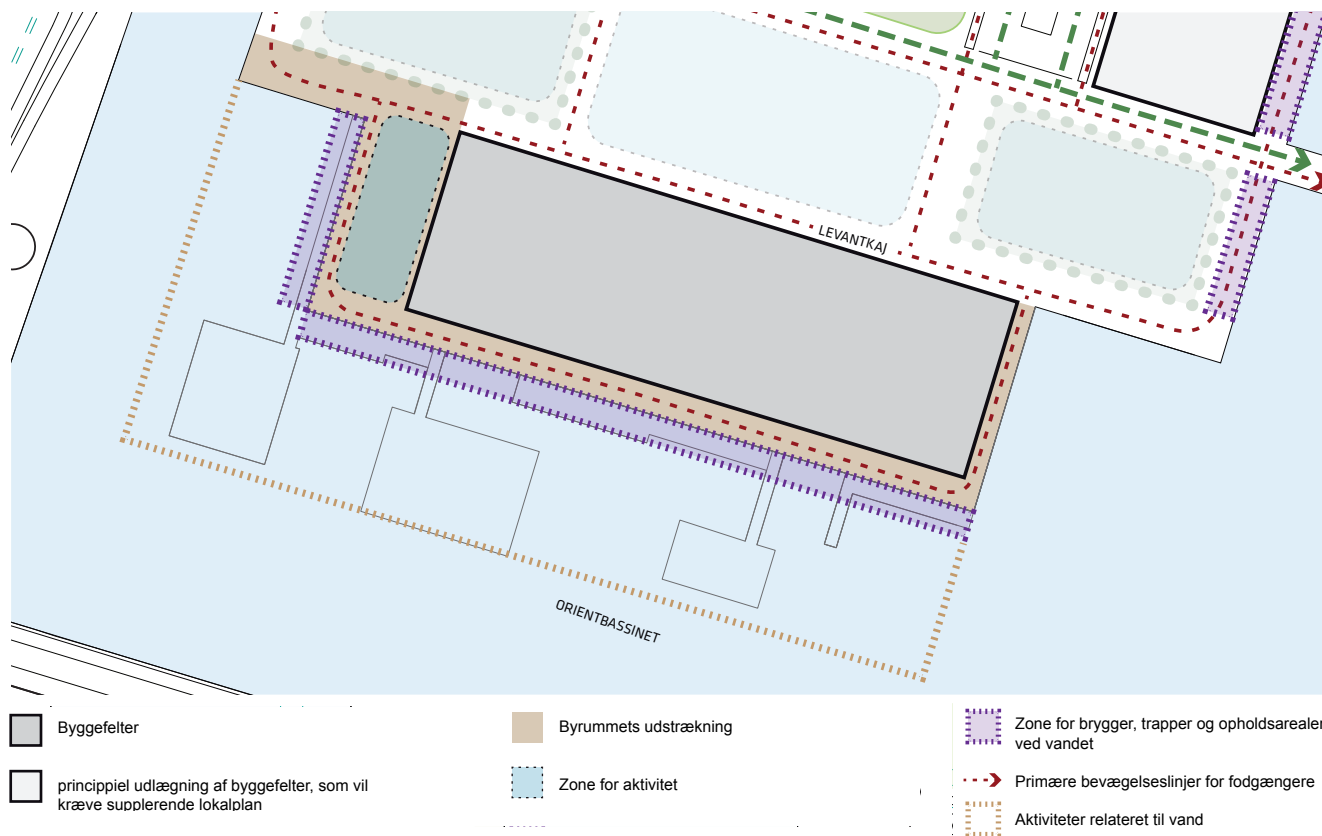 LEVANTKAJ
ORIENTBASSINET
Byggefelter
princippiel udlægning af byggefelter, som vil
kræve supplerende lokalplan
Byrummets udstrækning
Zone for aktivitet
Zone for brygger, trapper og opholdsarealer
ved vandet
Primære bevægelseslinjer for fodgængere
Aktiviteter relateret til vand